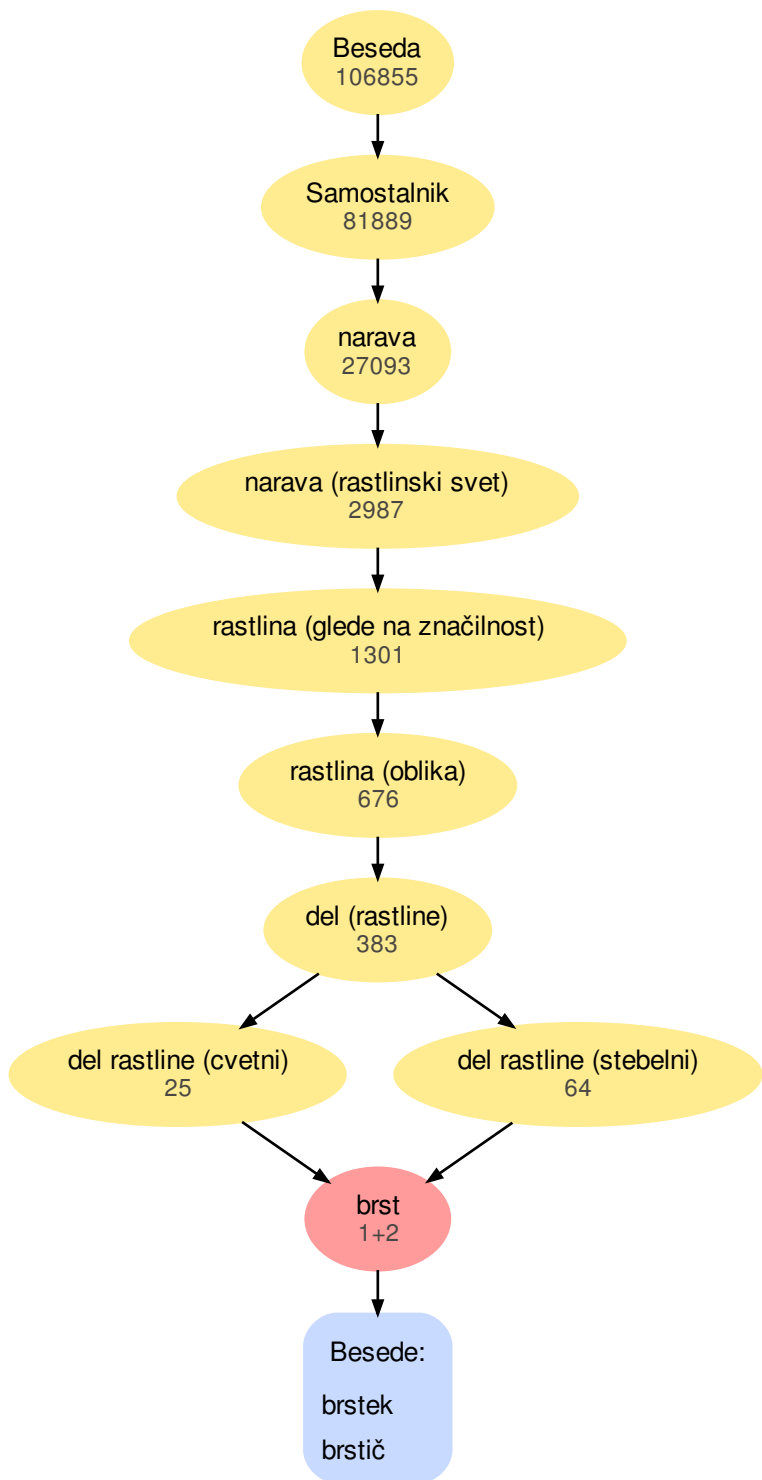 Beseda
106855
Samostalnik
81889
narava
27093
narava (rastlinski svet)
2987
rastlina (glede na značilnost)
1301
rastlina (oblika)
676
del (rastline)
383
del rastline (cvetni)
25
del rastline (stebelni)
64
brst
1+2
Besede:
brstek
brstič